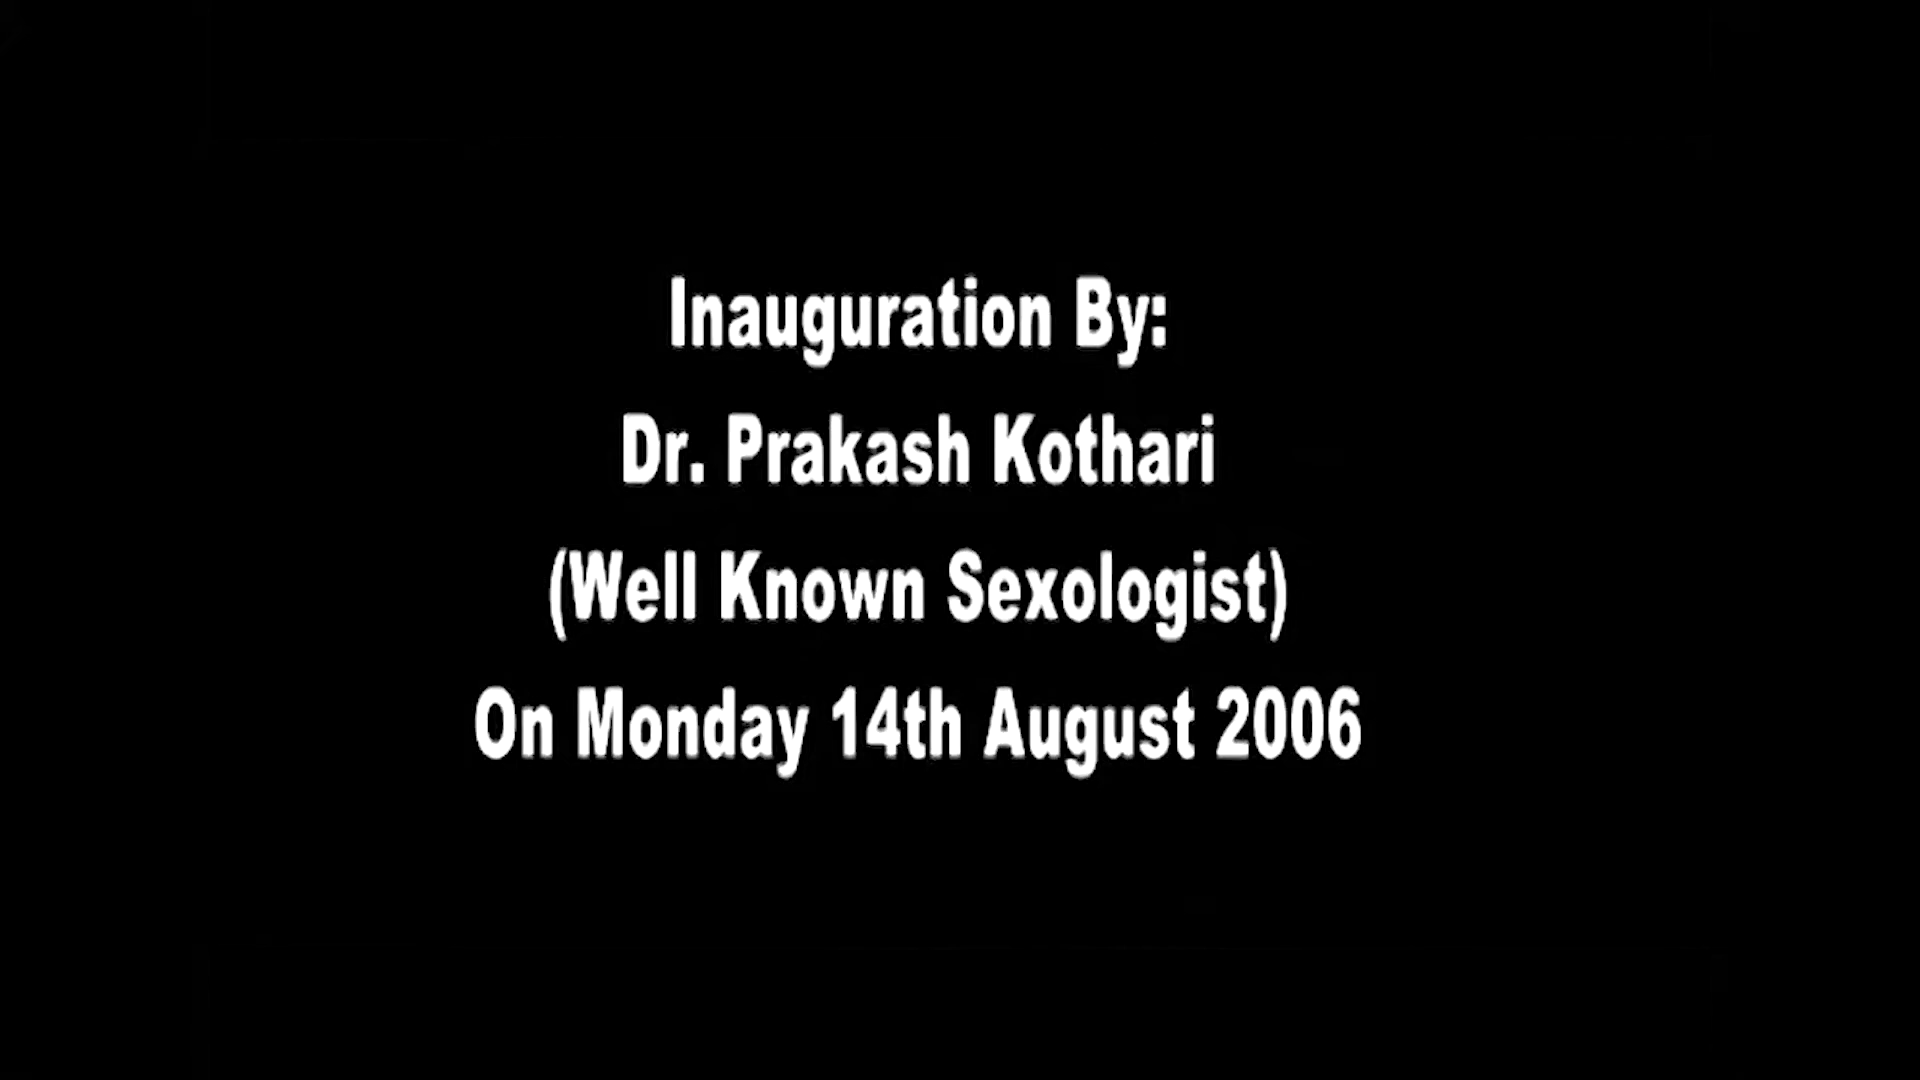 Inauguration By:
Dr. Prakash Kothari
(Well Known Sexologist)
On Monday 14th August 2006